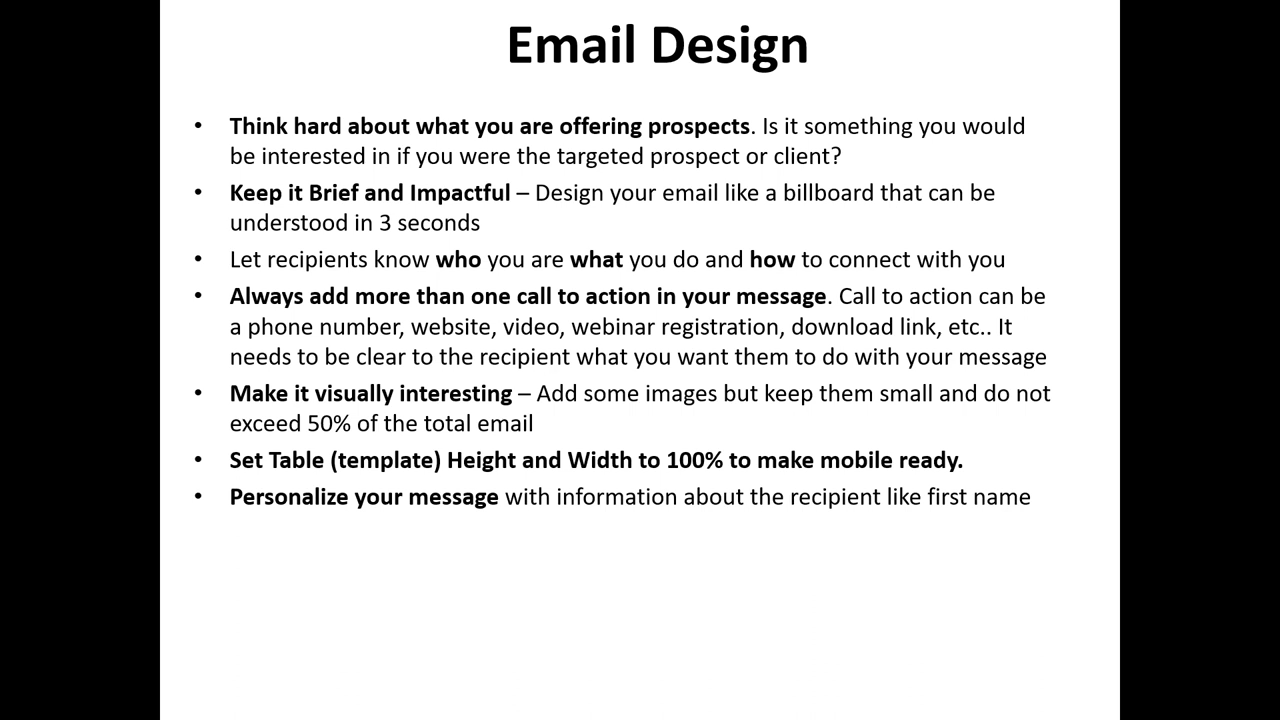 Email Design
• Think hard about what you are offering prospects. Is it something you would
be interested in if you were the targeted prospect or client?
• Keep it Brief and Impactful – Design your email like a billboard that can be
understood in 3 seconds
• Let recipients know who you are what you do and how to connect with you
• Always add more than one call to action in your message. Call to action can be
a phone number, website, video, webinar registration, download link, etc.. It
needs to be clear to the recipient what you want them to do with your message
• Make it visually interesting – Add some images but keep them small and do not
exceed 50% of the total email
• Set Table (template) Height and Width to 100% to make mobile ready.
• Personalize your message with information about the recipient like first name